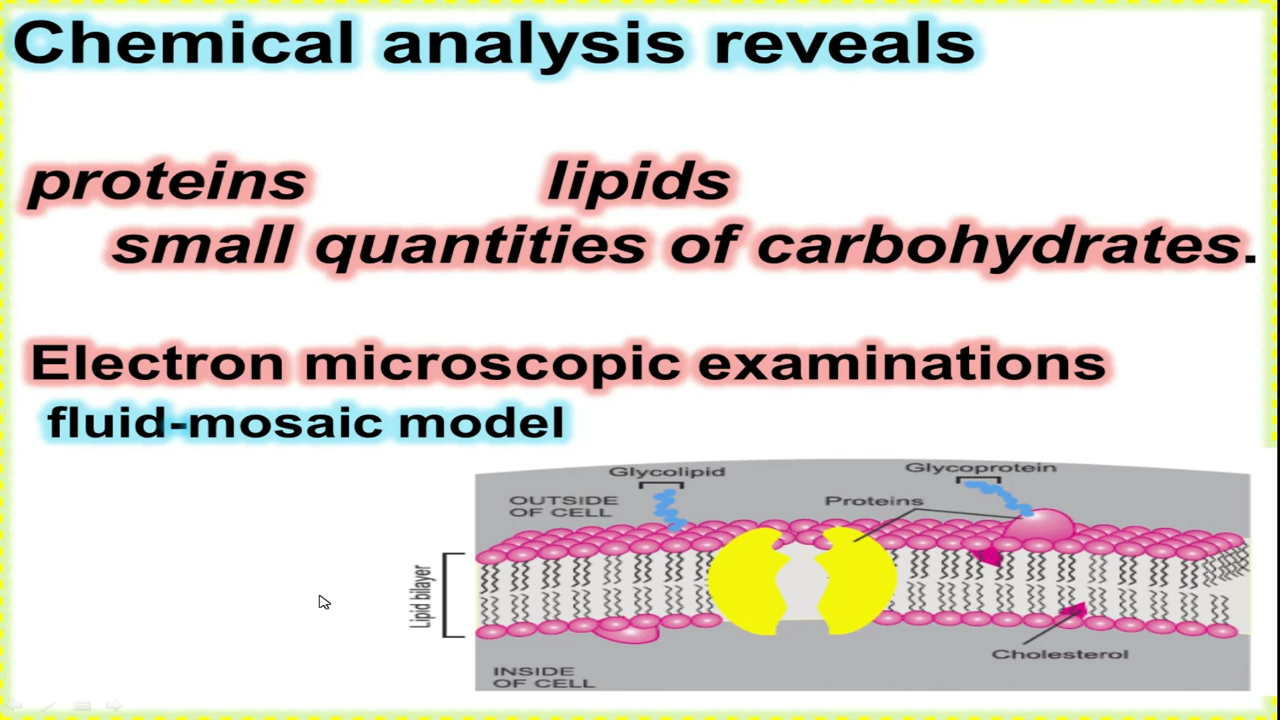 Chemical analysis reveals
proteins lipids
small quantities of carbohydrates.
Electron microscopic examinations
fluid-mosaic model
Glycolipid
Glycoprotein
OUTSIDE
OF CELL
Proteins
Lipid bilayer
Cholesterol
INSIDE
OF CELL